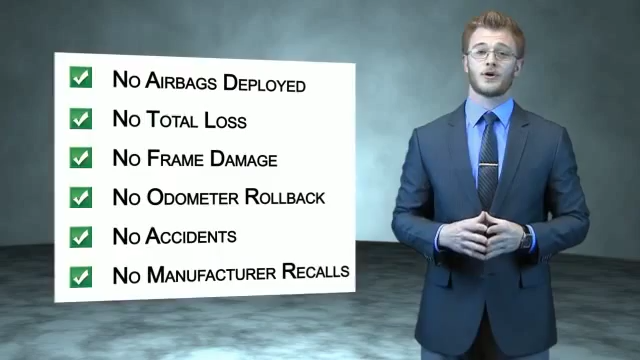 No Airbags Deployed
No Total Loss
No Frame Damage
No Odometer Rollback
No Accidents
No Manufacturer Recalls